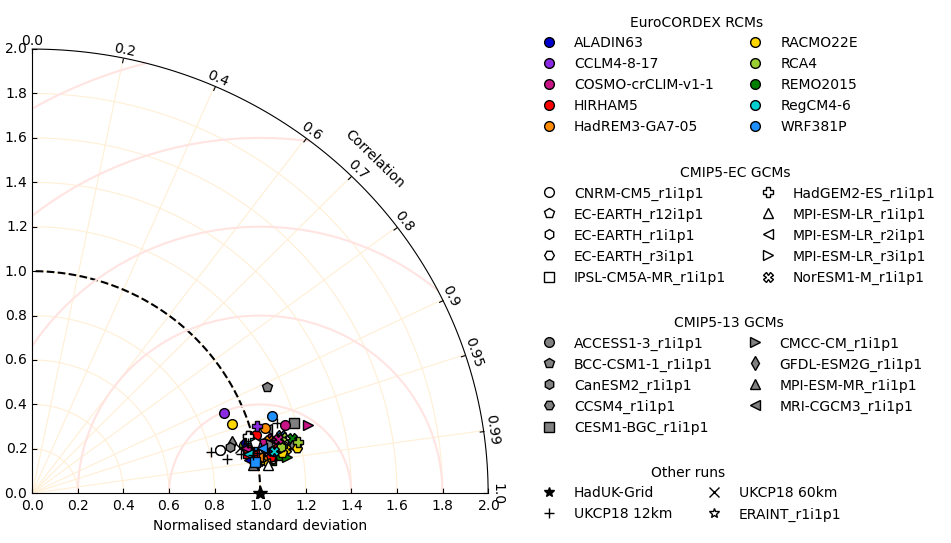 EuroCORDEX RCMs
ALADIN63 RACMO22E
CCLM4-8-17 RCA4
COSMO-crCLIM-v1-1 REMO2015
HIRHAM5 RegCM4-6
HadREM3-GA7-05 WRF381P
CMIP5-EC GCMs
CNRM-CM5_r1i1p1 HadGEM2-ES_r1i1p1
EC-EARTH_r12i1p1 MPI-ESM-LR_r1i1p1
EC-EARTH_r1i1p1 MPI-ESM-LR_r2i1p1
EC-EARTH_r3i1p1 MPI-ESM-LR_r3i1p1
IPSL-CM5A-MR_r1i1p1 NorESM1-M_r1i1p1
CMIP5-13 GCMs
ACCESS1-3_r1i1p1 CMCC-CM_r1i1p1
BCC-CSM1-1_r1i1p1 GFDL-ESM2G_r1i1p1
CanESM2_r1i1p1 MPI-ESM-MR_r1i1p1
CCSM4_r1i1p1 MRI-CGCM3_r1i1p1
CESM1-BGC_r1i1p1
Other runs
HadUK-Grid UKCP18 60km
UKCP18 12km ERAINT_r1i1p1
2.0
1.8
1.6
1.4
1.2
1.0
0.8
0.6
0.4
0.2
0.0
0.0 0.2 0.4 0.6 0.8 1.0 1.2 1.4 1.6 1.8 2.0
Normalised standard deviation
0.0
0.2
0.4
0.6
Correlation
0.7
0.8
0.9
0.95
0.99
1.0